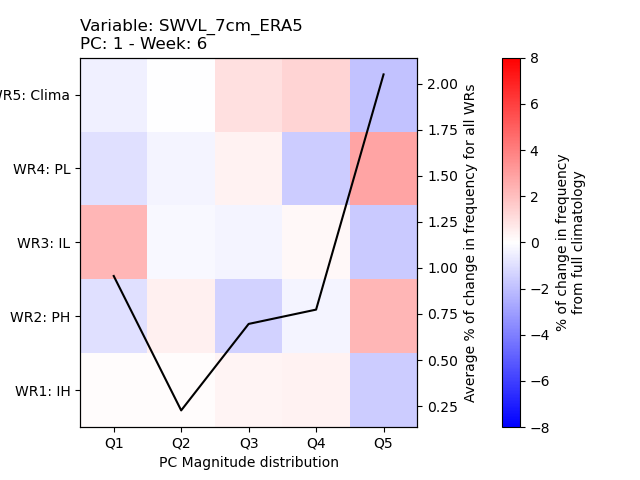 Variable: SWVL_7cm_ERA5
PC: 1 - Week: 6
WR5: Clima
WR4: PL
WR3: IL
WR2: PH
WR1: IH
Q1 Q2 Q3 Q4 Q5
PC Magnitude distribution
2.00
1.75
1.50
1.25
1.00
0.75
0.50
0.25
Average % of change in frequency for all WRs
8
6
4
2
0
−2
−4
−6
−8
% of change in frequency
from full climatology